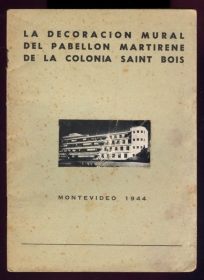 LA DECORACION MURAL
DEL PABELLON MARTIRENE
DE LA COLONIA SAINT BOIS
MONTEVIDEO 1944